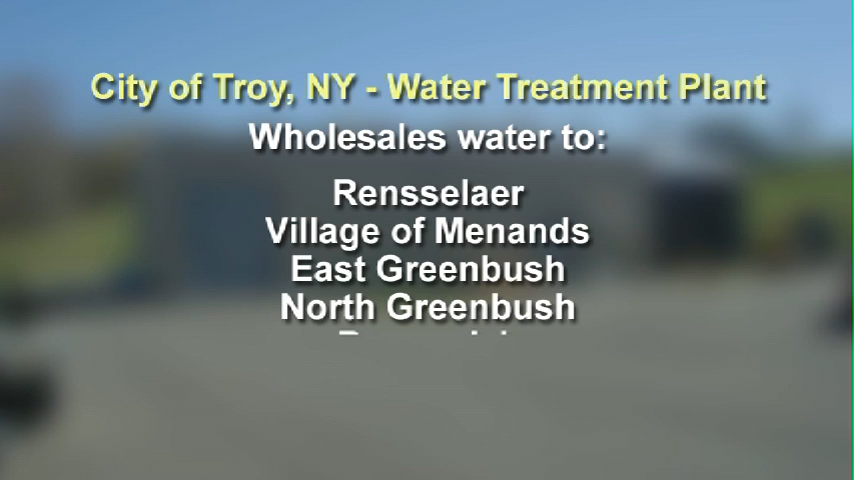 City of Troy, NY - Water Treatment Plant
Wholesales water to:
Rensselaer
Village of Menands
East Greenbush
North Greenbush